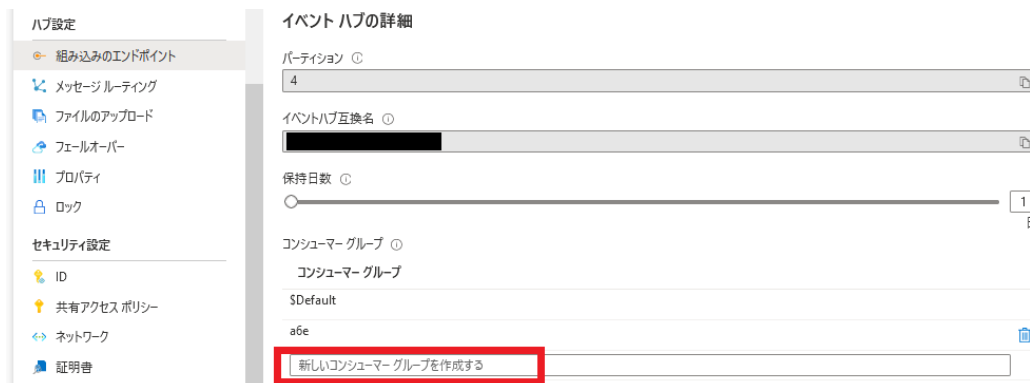 ハブ設定
組み込みのエンドポイント
メッセージ ルーティング
ファイルのアップロード
フェールオーバー
プロパティ
ロック
セキュリティ設定
ID
共有アクセス ポリシー
ネットワーク
証明書
イベント ハブの詳細
パーティション
4
イベントハブ互換名
保持日数
1
コンシューマー グループ
コンシューマー グループ
$Default
a6e
新しいコンシューマー グループを作成する